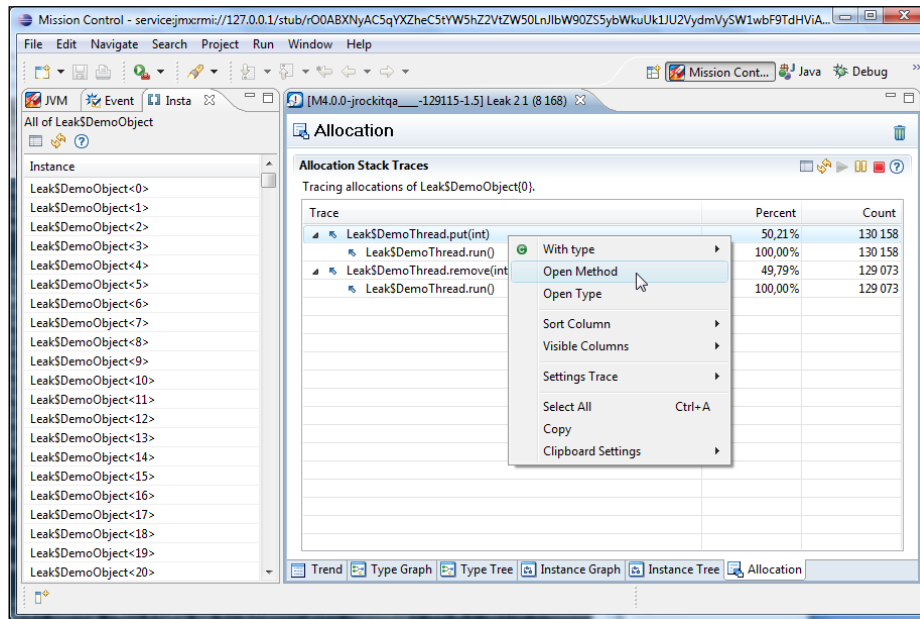 Mission Control - service:jmx:rmi://127.0.0.1/stub/rO0ABXNyAC5qYXZheC5tYW5hZ2VtZW50LnJlbW90ZS5ybWkuUk1JU2VydmVySW1wbF9TdHViA...
File Edit Navigate Search Project Run Window Help
Mission Cont... Java Debug »
JVM Event Insta
[M4.0.0-jrockitqa___-129115-1.5] Leak 2 1 (8 168)
All of Leak$DemoObject
Allocation
Instance
Allocation Stack Traces
Tracing allocations of Leak$DemoObject{0}.
Trace Percent Count
Leak$DemoThread.put(int) 50,21% 130 158
Leak$DemoThread.run() 100,00% 130 158
Leak$DemoThread.remove(int 49,79% 129 073
Leak$DemoThread.run() 100,00% 129 073
With type
Open Method
Open Type
Sort Column
Visible Columns
Settings Trace
Select All Ctrl+A
Copy
Clipboard Settings
Leak$DemoObject<0>
Leak$DemoObject<1>
Leak$DemoObject<2>
Leak$DemoObject<3>
Leak$DemoObject<4>
Leak$DemoObject<5>
Leak$DemoObject<6>
Leak$DemoObject<7>
Leak$DemoObject<8>
Leak$DemoObject<9>
Leak$DemoObject<10>
Leak$DemoObject<11>
Leak$DemoObject<12>
Leak$DemoObject<13>
Leak$DemoObject<14>
Leak$DemoObject<15>
Leak$DemoObject<16>
Leak$DemoObject<17>
Leak$DemoObject<18>
Leak$DemoObject<19>
Leak$DemoObject<20>
Trend Type Graph Type Tree Instance Graph Instance Tree Allocation